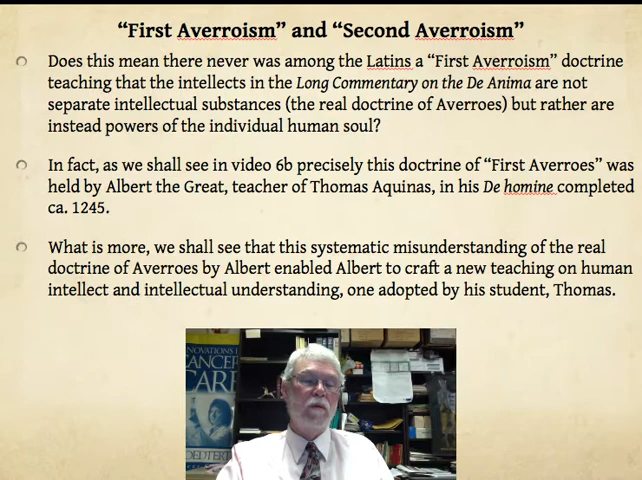 “First Averroism” and “Second Averroism”
Does this mean there never was among the Latins a “First Averroism” doctrine
teaching that the intellects in the Long Commentary on the De Anima are not
separate intellectual substances (the real doctrine of Averroes) but rather are
instead powers of the individual human soul?
In fact, as we shall see in video 6b precisely this doctrine of “First Averroes” was
held by Albert the Great, teacher of Thomas Aquinas, in his De homine completed
ca. 1245.
What is more, we shall see that this systematic misunderstanding of the real
doctrine of Averroes by Albert enabled Albert to craft a new teaching on human
intellect and intellectual understanding, one adopted by his student, Thomas.